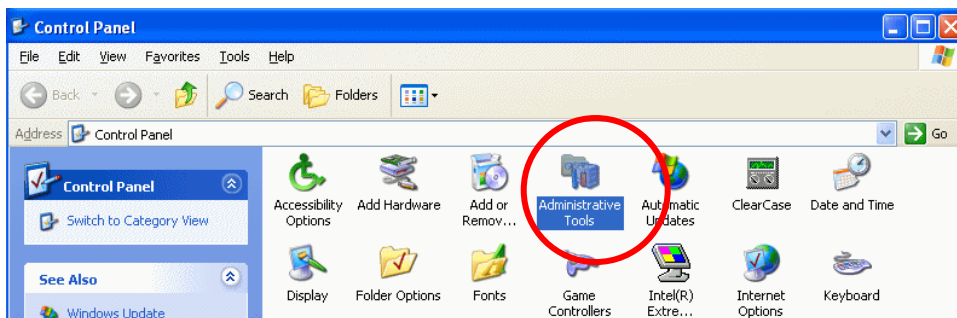 Control Panel
File Edit View Favorites Tools Help
Back Search Folders
Address Control Panel Go
Control Panel
Switch to Category View
See Also
Windows Update
Accessibility Options
Add Hardware
Add or Remov...
Administrative Tools
Automatic Updates
ClearCase
Date and Time
Display
Folder Options
Fonts
Game Controllers
Intel(R) Extre...
Internet Options
Keyboard